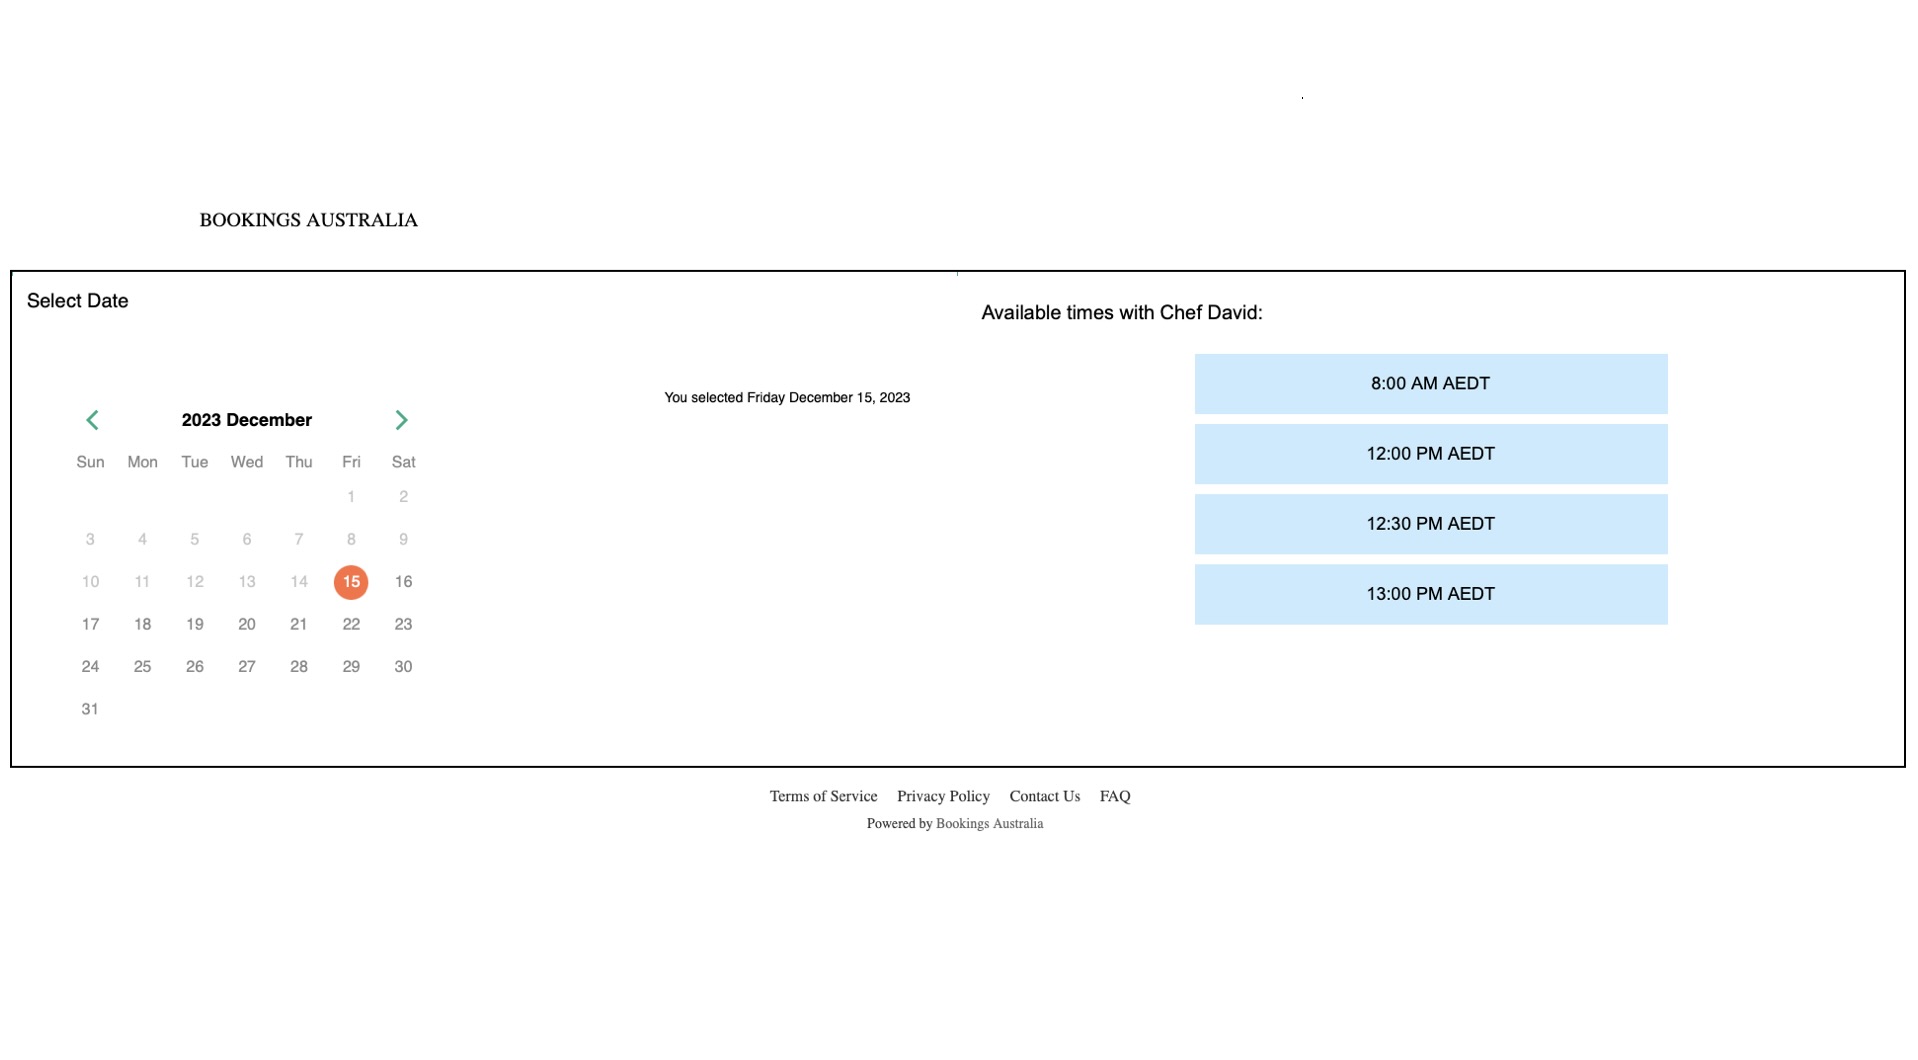 BOOKINGS AUSTRALIA
Select Date
2023 December
Sun Mon Tue Wed Thu Fri Sat
1 2
3 4 5 6 7 8 9
10 11 12 13 14 15 16
17 18 19 20 21 22 23
24 25 26 27 28 29 30
31
You selected Friday December 15, 2023
Available times with Chef David:
8:00 AM AEDT
12:00 PM AEDT
12:30 PM AEDT
13:00 PM AEDT
Terms of Service Privacy Policy Contact Us FAQ
Powered by Bookings Australia